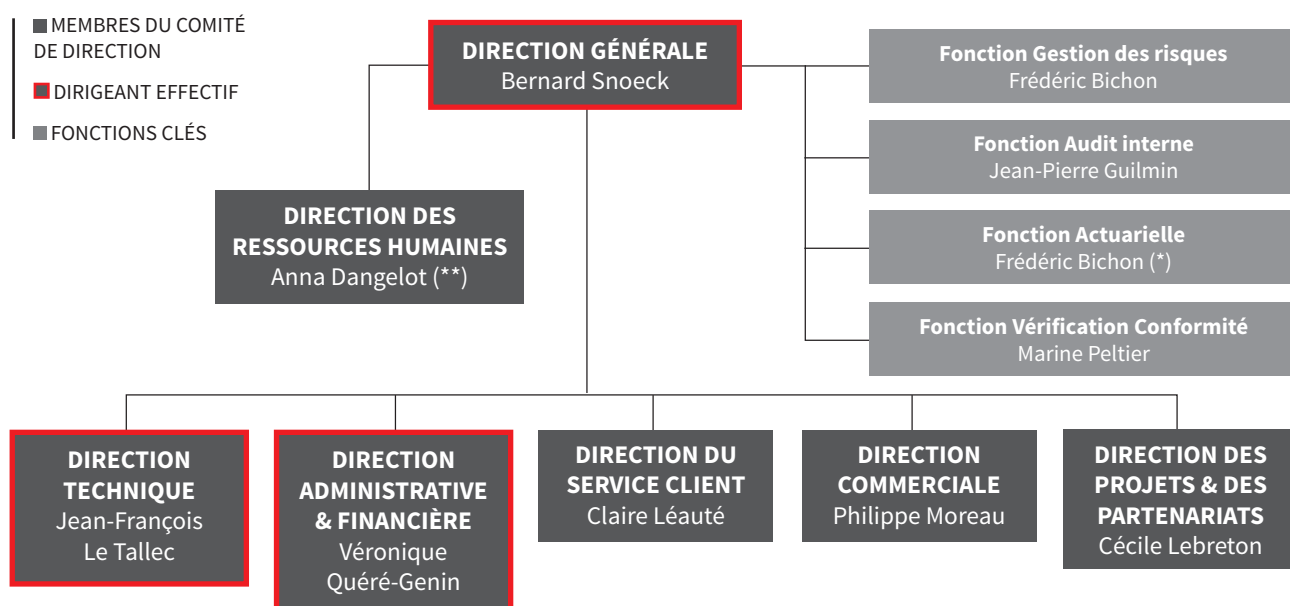 MEMBRES DU COMITÉ
DE DIRECTION
DIRIGEANT EFFECTIF
FONCTIONS CLÉS
DIRECTION GÉNÉRALE
Bernard Snoeck
Fonction Gestion des risques
Frédéric Bichon
Fonction Audit interne
Jean-Pierre Guilmin
Fonction Actuarielle
Frédéric Bichon (*)
Fonction Vérification Conformité
Marine Peltier
DIRECTION DES
RESSOURCES HUMAINES
Anna Dangelot (**)
DIRECTION
TECHNIQUE
Jean-François
Le Tallec
DIRECTION
ADMINISTRATIVE
& FINANCIÈRE
Véronique
Quéré-Genin
DIRECTION DU
SERVICE CLIENT
Claire Léauté
DIRECTION
COMMERCIALE
Philippe Moreau
DIRECTION DES
PROJETS & DES
PARTENARIATS
Cécile Lebreton